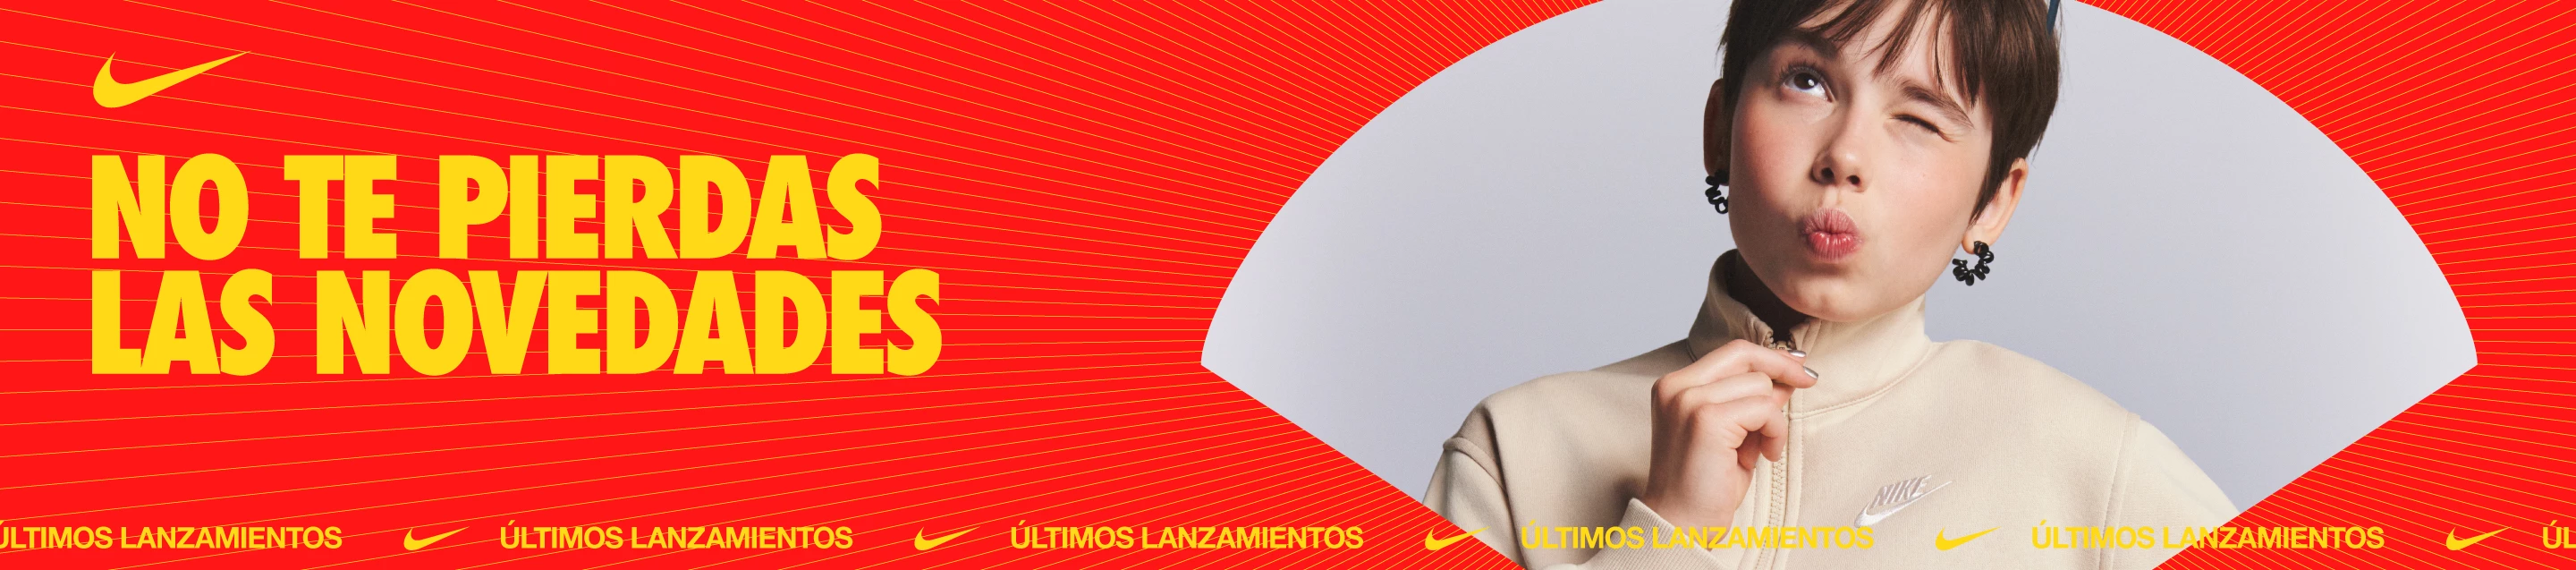 NO TE PIERDAS
LAS NOVEDADES
NIKE
ÚLTIMOS LANZAMIENTOS ÚLTIMOS LANZAMIENTOS ÚLTIMOS LANZAMIENTOS ÚLTIMOS LANZAMIENTOS ÚLTIMOS LANZAMIENTOS ÚL